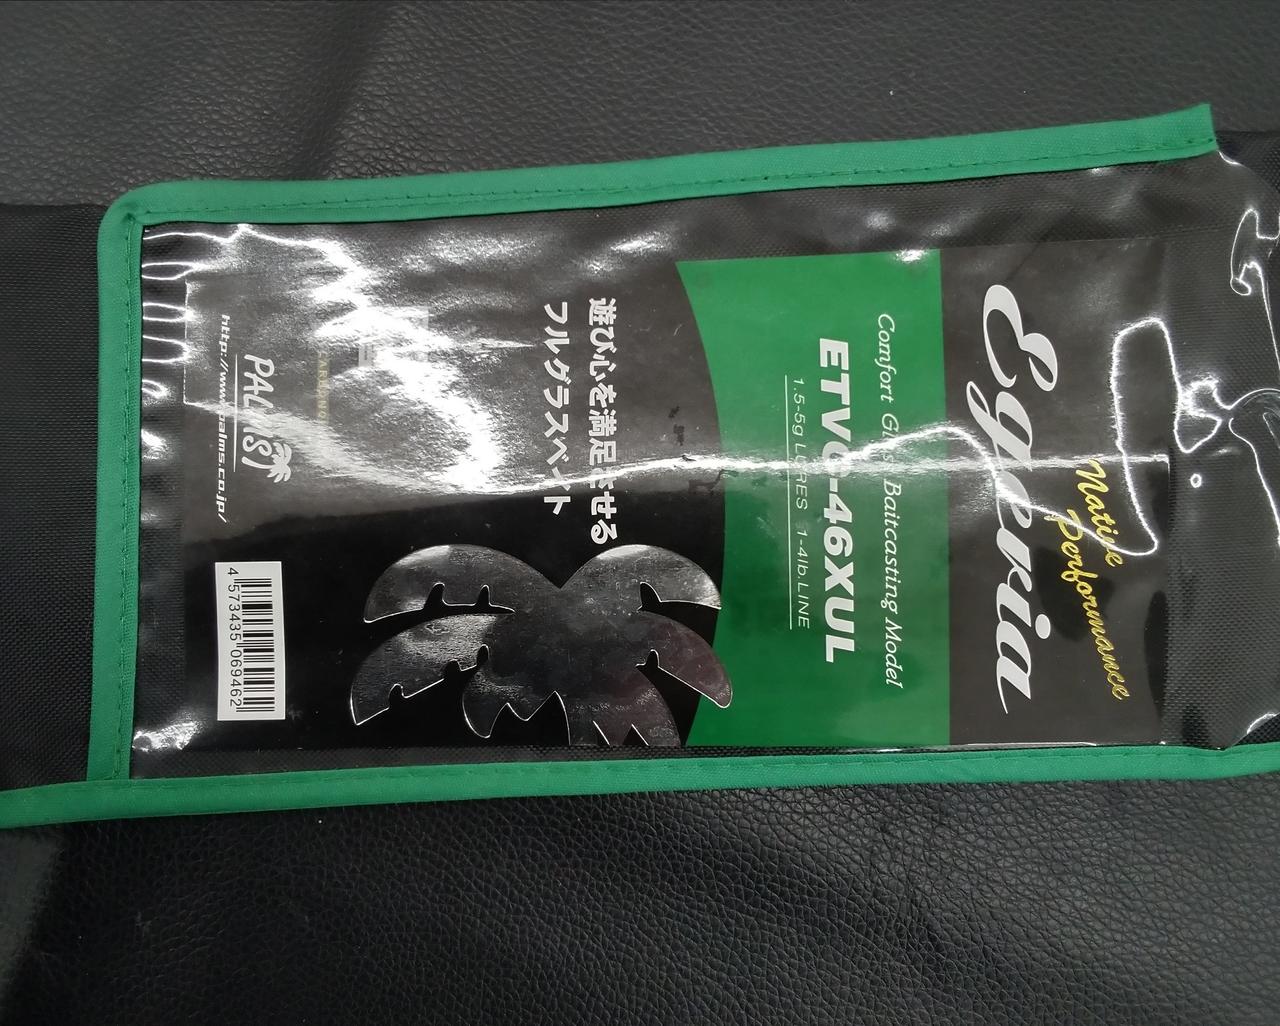 Native
Performance
Egeria
Comfort Glass Baitcasting Model
ETVC-46XUL
1.5-5g LURES 1-4lb.LINE
遊び心を満足させる
フルグラスベイト
PALMS
http://www.palms.co.jp/
4 573435 069462